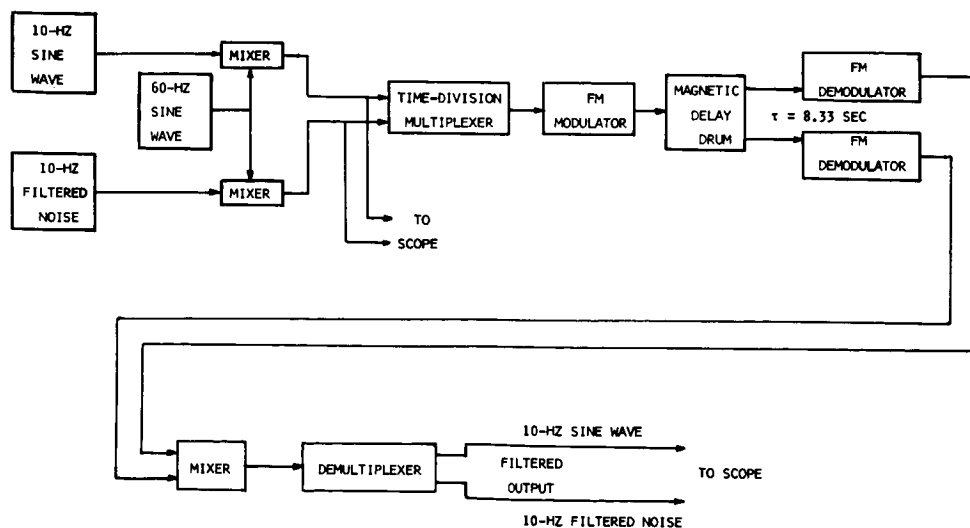 10-HZ
SINE
WAVE
MIXER
60-HZ
SINE
WAVE
10-HZ
FILTERED
NOISE
MIXER
TIME-DIVISION
MULTIPLEXER
FM
MODULATOR
MAGNETIC
DELAY
DRUM
FM
DEMODULATOR
τ = 8.33 SEC
FM
DEMODULATOR
TO
SCOPE
MIXER
DEMULTIPLEXER
10-HZ SINE WAVE
FILTERED
OUTPUT
10-HZ FILTERED NOISE
TO SCOPE